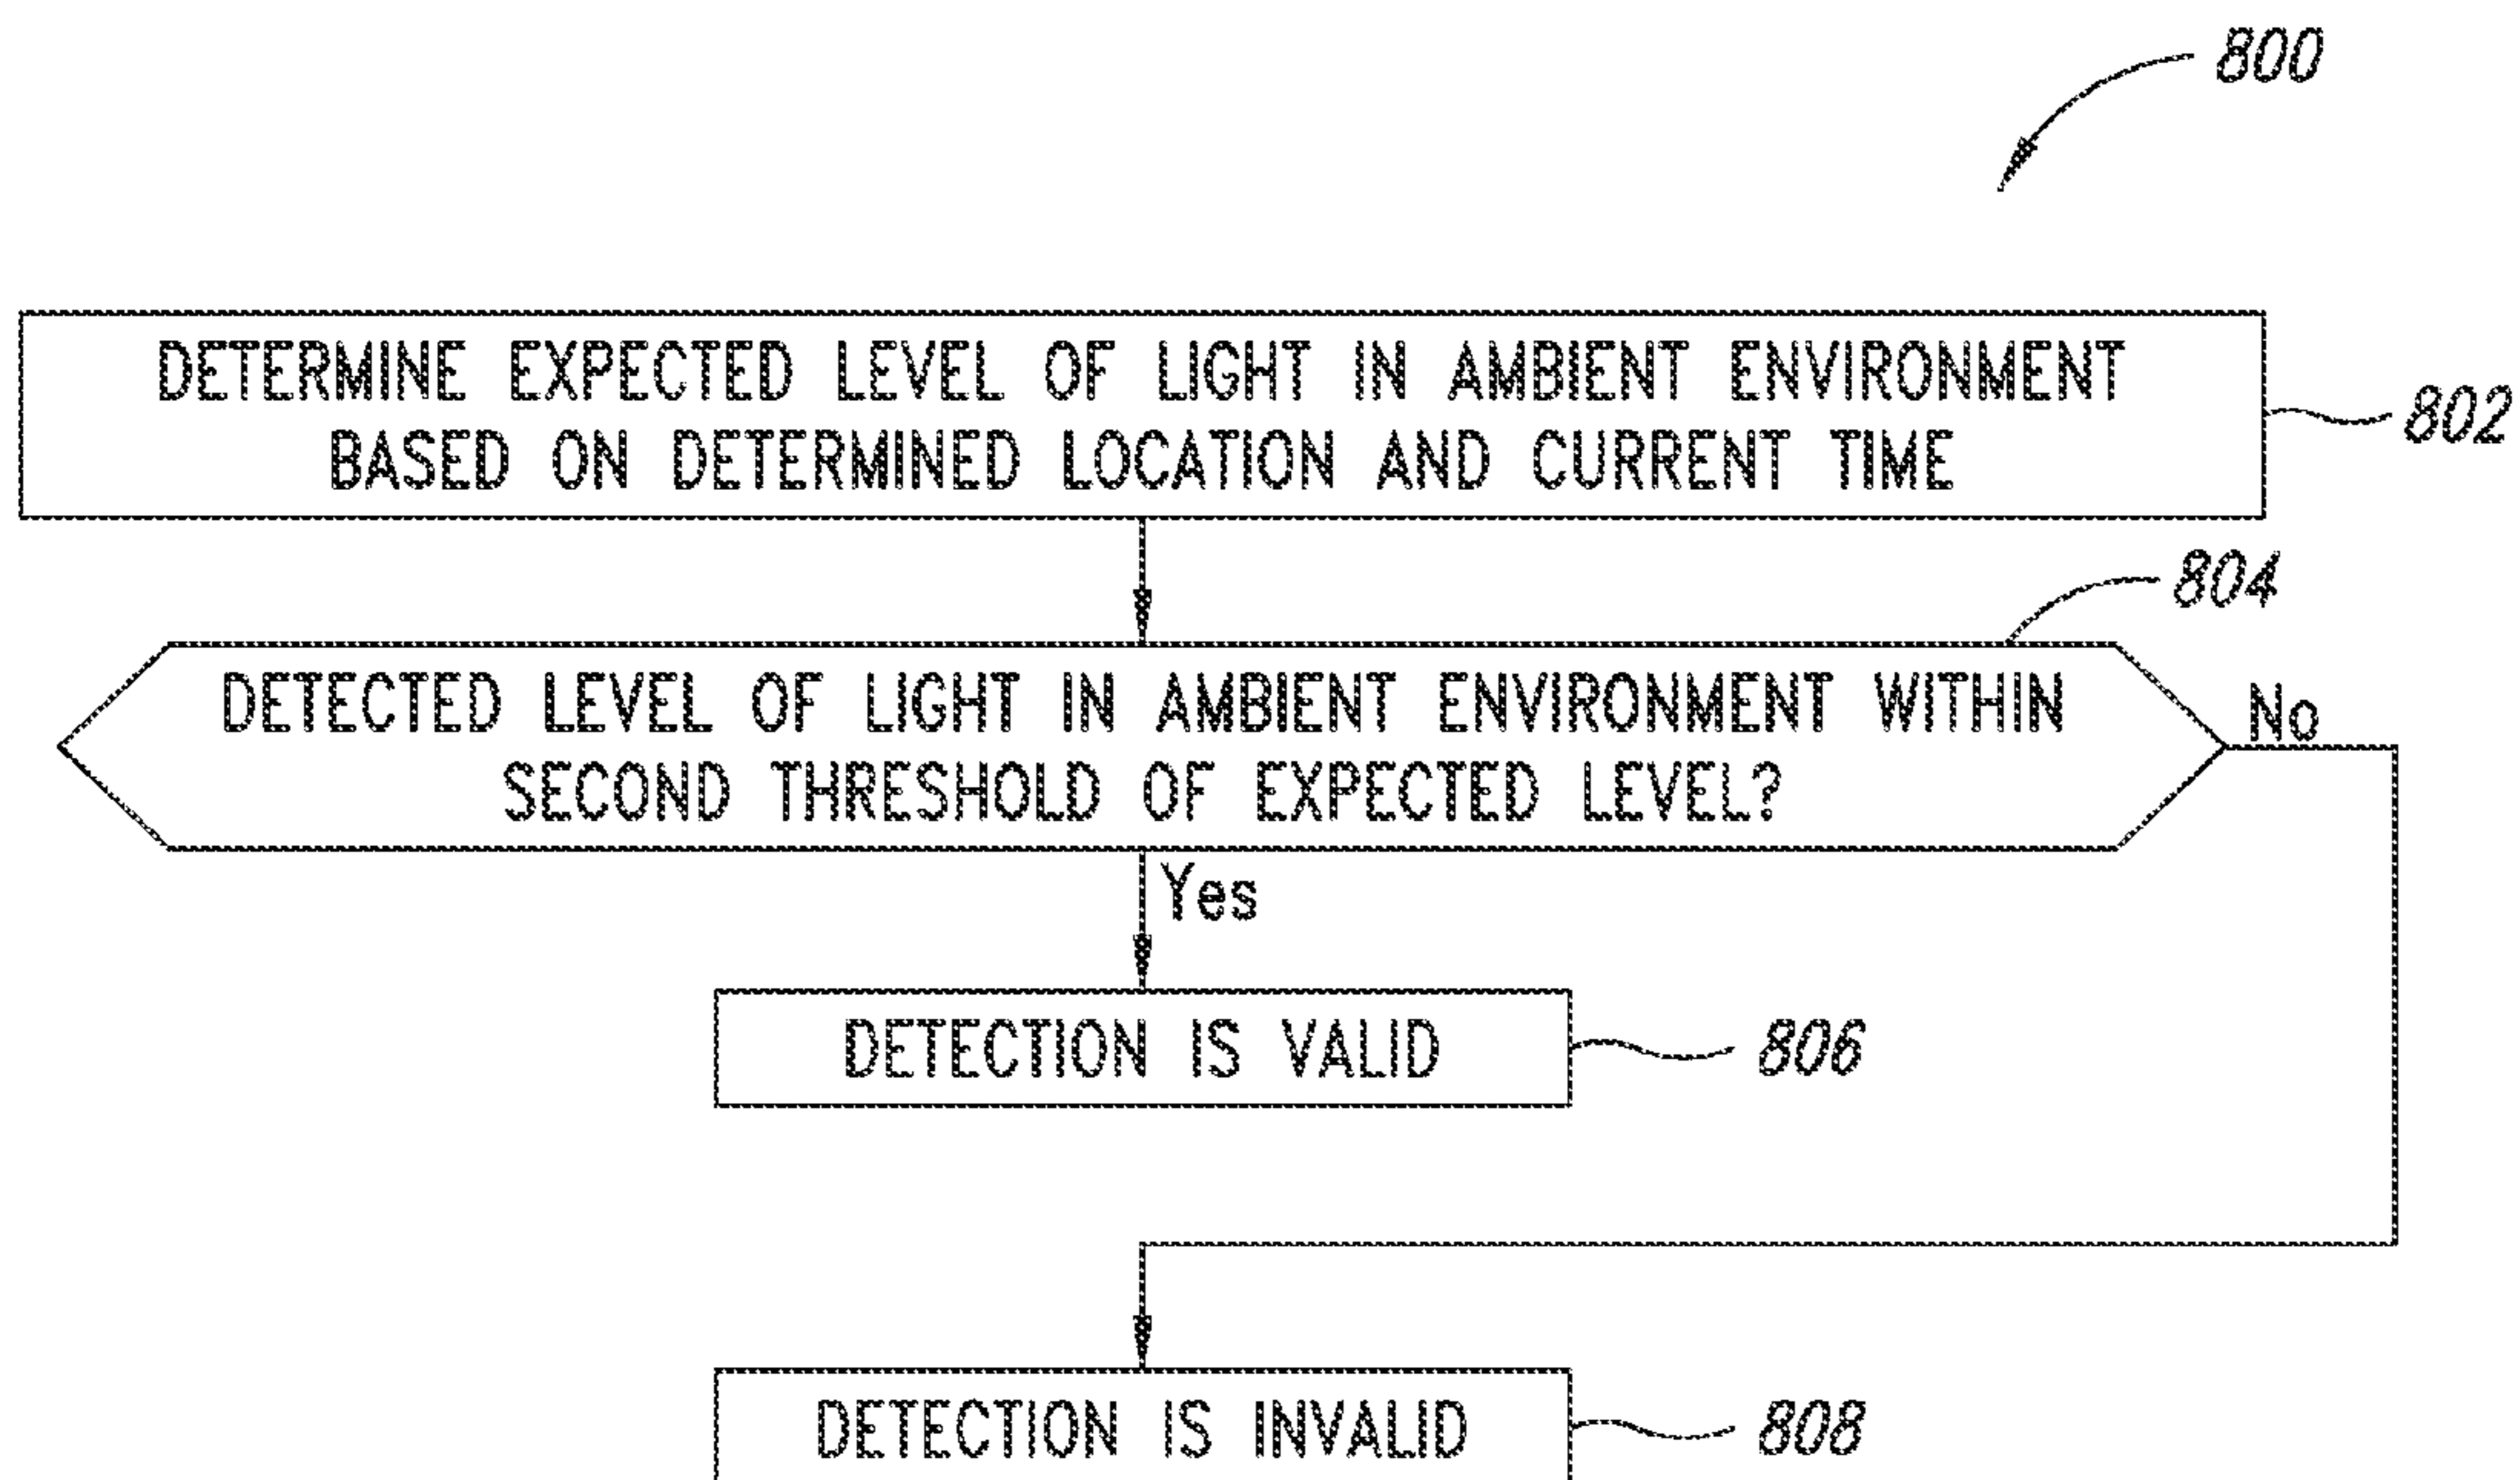 800
DETERMINE EXPECTED LEVEL OF LIGHT IN AMBIENT ENVIRONMENT
BASED ON DETERMINED LOCATION AND CURRENT TIME
802
804
DETECTED LEVEL OF LIGHT IN AMBIENT ENVIRONMENT WITHIN
SECOND THRESHOLD OF EXPECTED LEVEL?
No
Yes
DETECTION IS VALID
806
DETECTION IS INVALID
808